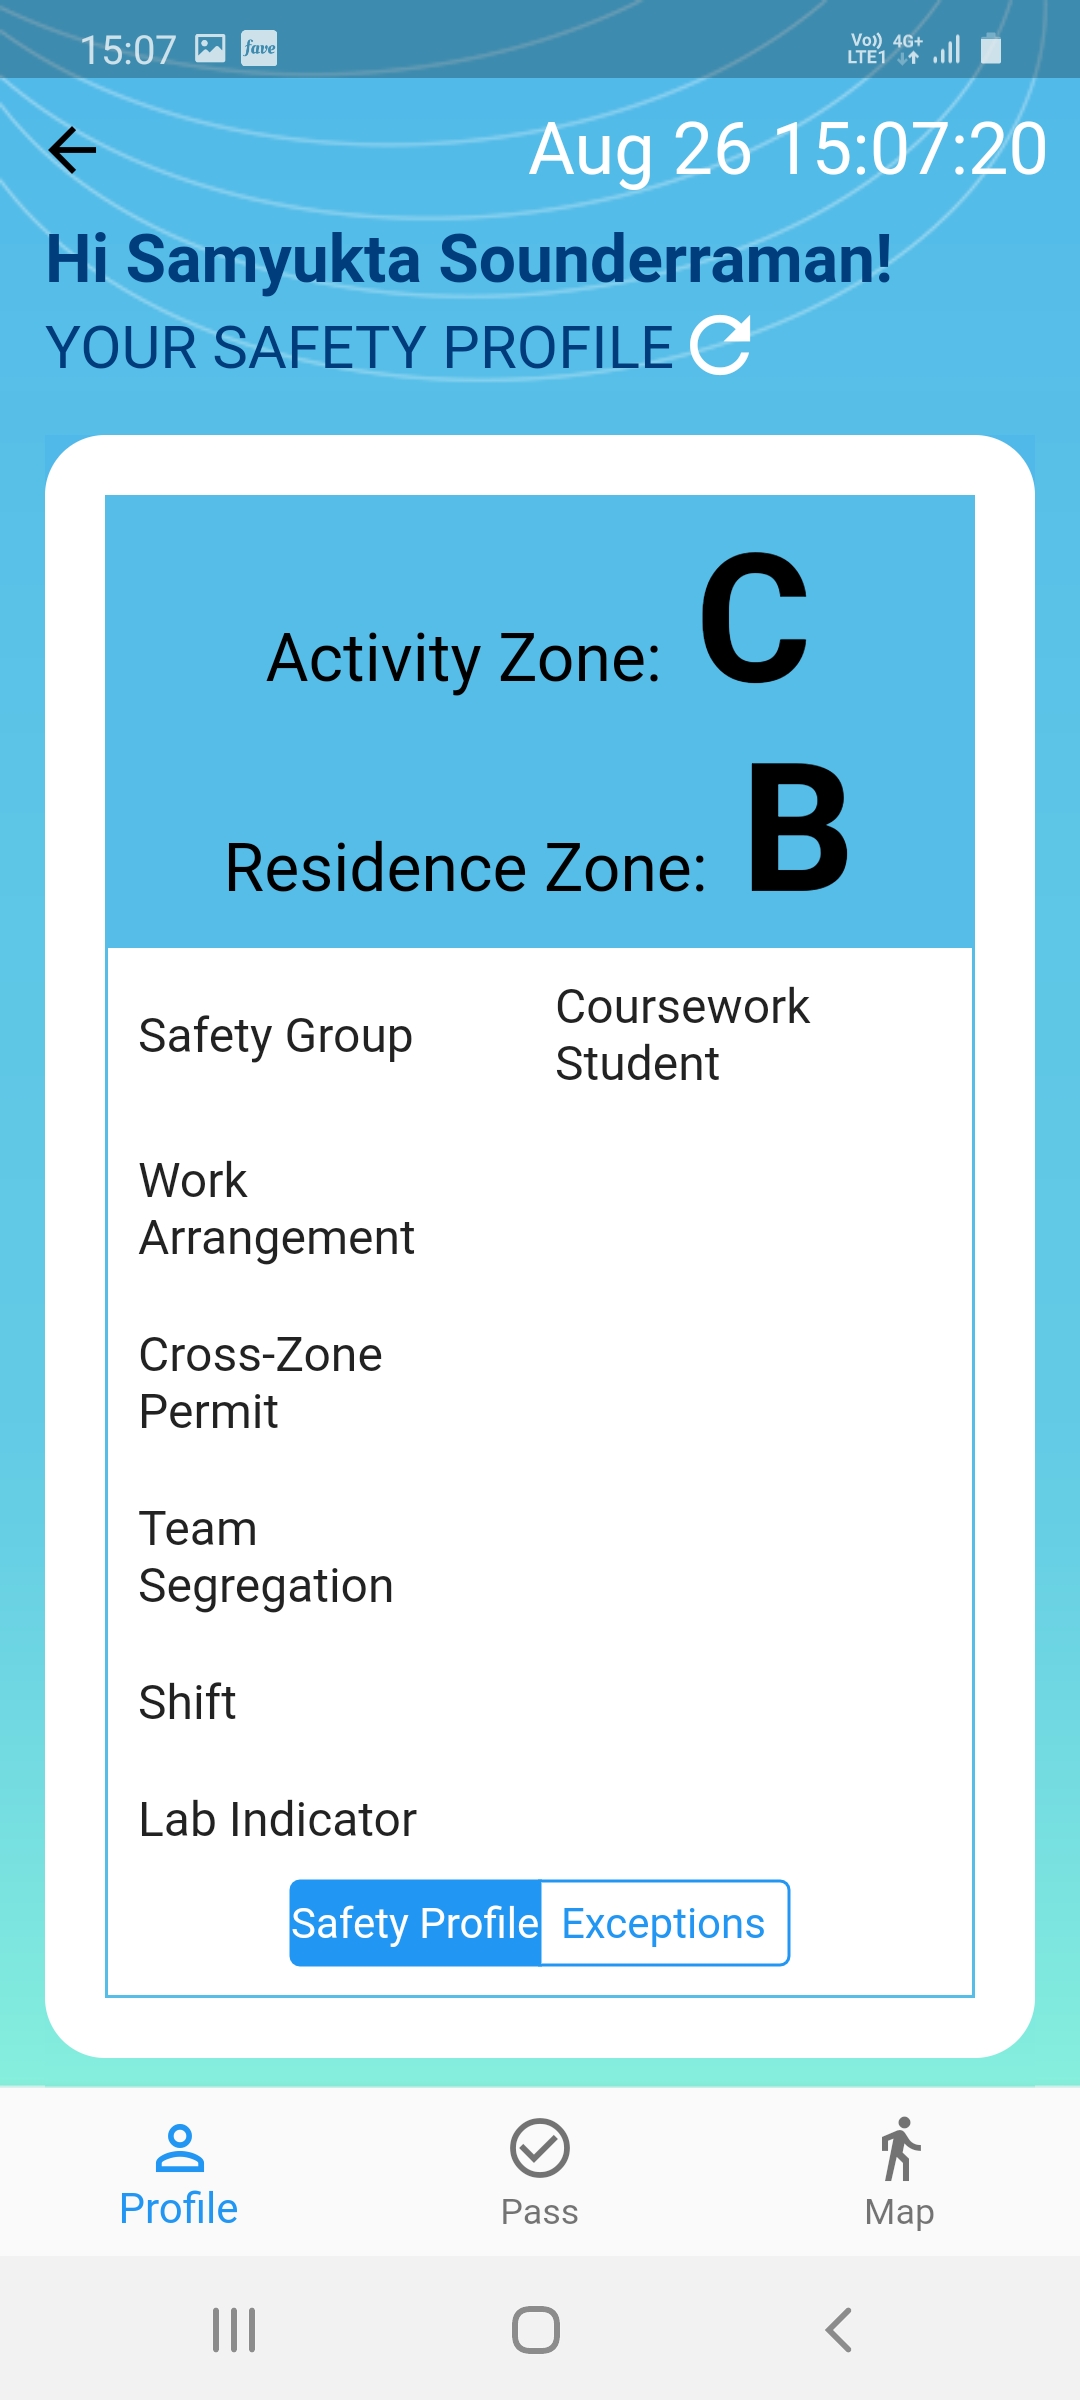 15:07 fave Vo)) LTE1 4G+
Aug 26 15:07:20
Hi Samyukta Sounderraman!
YOUR SAFETY PROFILE
Activity Zone: C
Residence Zone: B
Safety Group
Coursework
Student
Work
Arrangement
Cross-Zone
Permit
Team
Segregation
Shift
Lab Indicator
Safety Profile Exceptions
Profile Pass Map